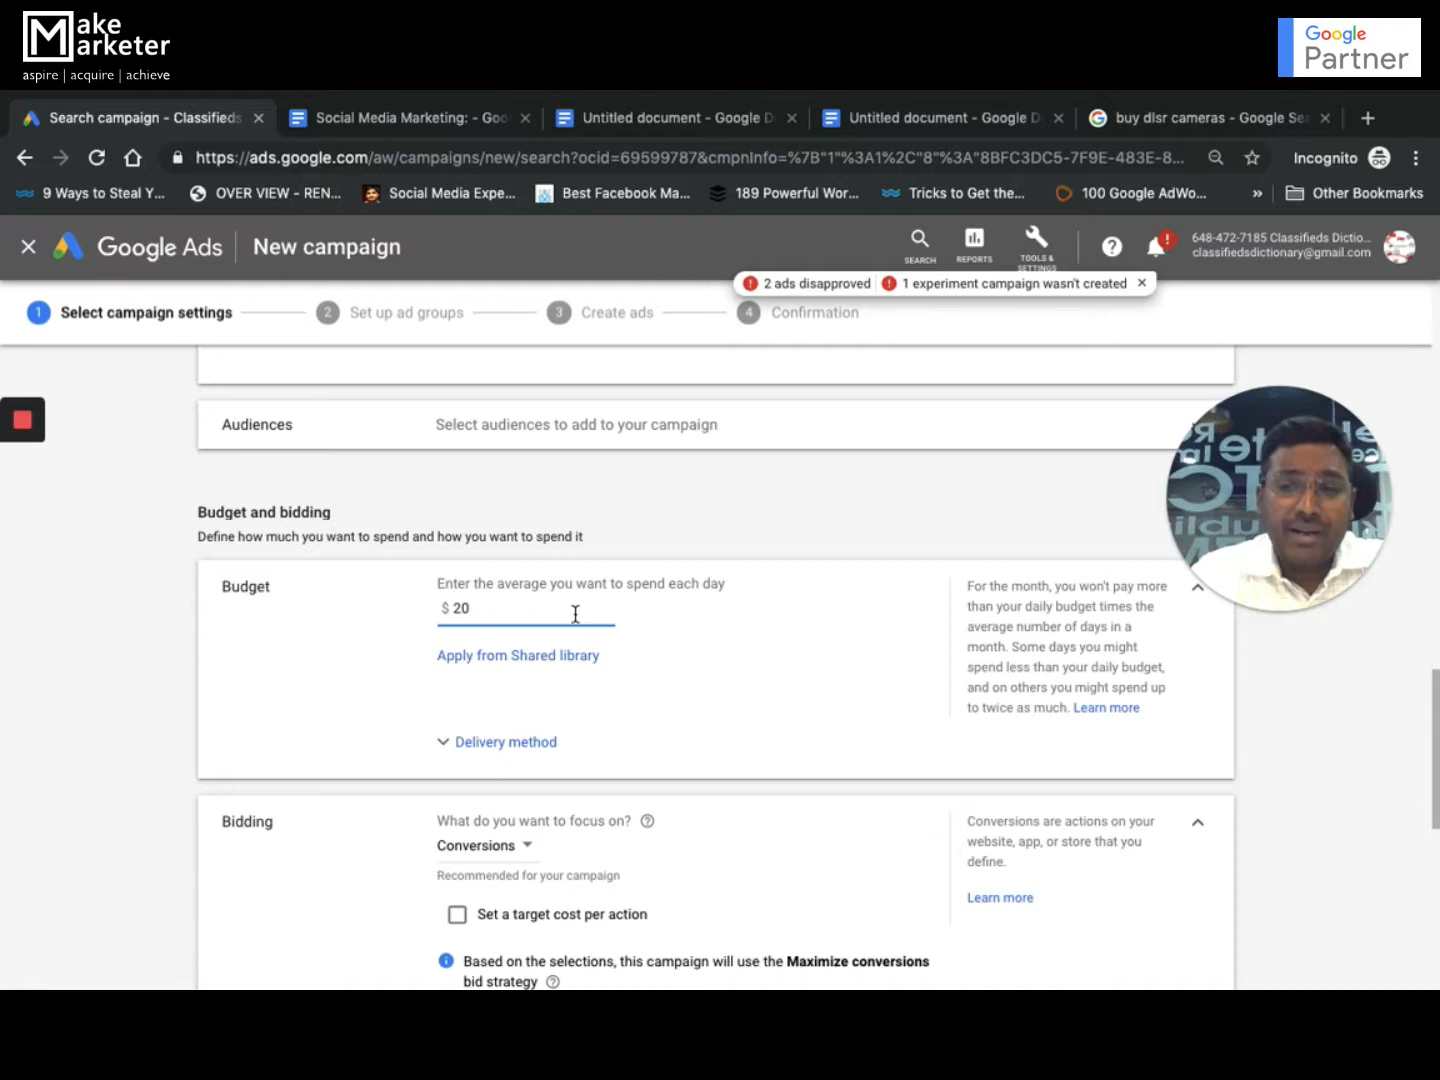 Make
Marketer
aspire | acquire | achieve
Google
Partner
Search campaign - Classifieds
Social Media Marketing: - Goo
Untitled document - Google D
Untitled document - Google D
buy dlsr cameras - Google Sea
https://ads.google.com/aw/campaigns/new/search?ocid=69599787&cmpnInfo=%7B"1"%3A1%2C"8"%3A"8BFC3DC5-7F9E-483E-8...
Incognito
9 Ways to Steal Y...
OVER VIEW - REN...
Social Media Expe...
Best Facebook Ma...
189 Powerful Wor...
Tricks to Get the...
100 Google AdWo...
»
Other Bookmarks
Google Ads
New campaign
SEARCH
REPORTS
TOOLS &
SETTINGS
648-472-7185 Classifieds Dictio...
classifiedsdictionary@gmail.com
2 ads disapproved
1 experiment campaign wasn't created
1 Select campaign settings
2 Set up ad groups
3 Create ads
4 Confirmation
Audiences
Select audiences to add to your campaign
Budget and bidding
Define how much you want to spend and how you want to spend it
Budget
Enter the average you want to spend each day
$ 20
Apply from Shared library
Delivery method
For the month, you won't pay more
than your daily budget times the
average number of days in a
month. Some days you might
spend less than your daily budget,
and on others you might spend up
to twice as much. Learn more
Bidding
What do you want to focus on?
Conversions
Recommended for your campaign
Set a target cost per action
Based on the selections, this campaign will use the Maximize conversions
bid strategy
Conversions are actions on your
website, app, or store that you
define.
Learn more